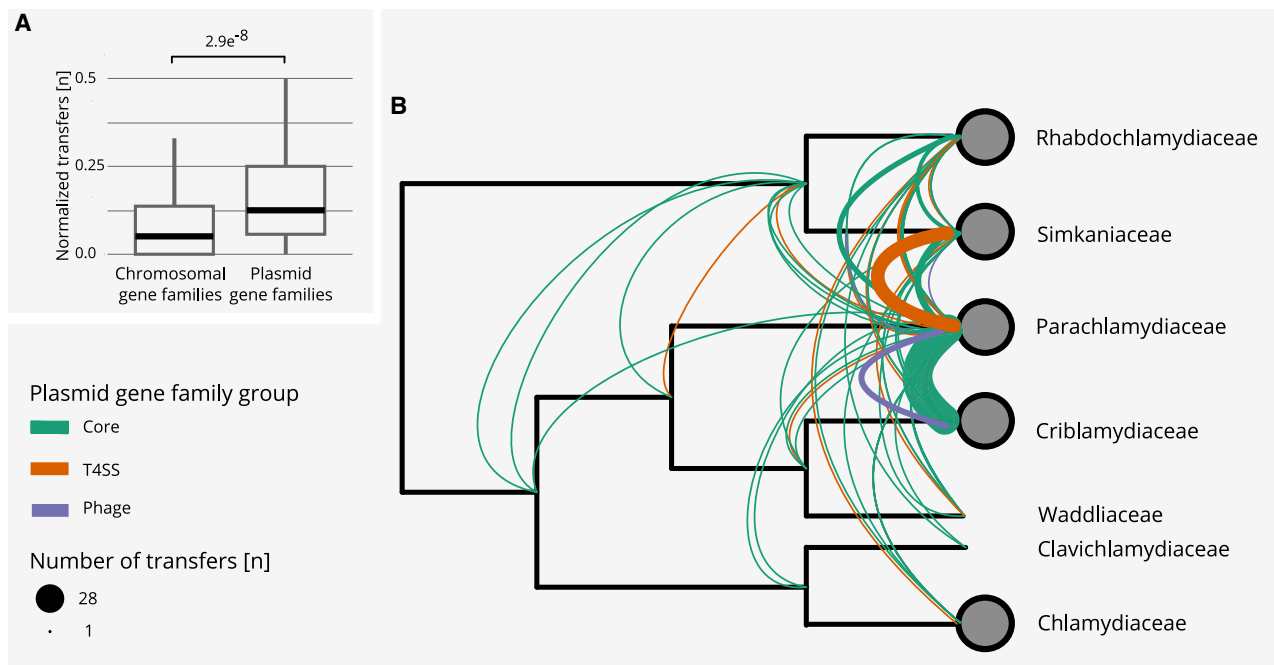 A
2.9e-8
Normalized transfers [n]
0.5
0.25
0.0
Chromosomal
gene families
Plasmid
gene families
B
Rhabdochlamydiaceae
Simkaniaceae
Parachlamydiaceae
Criblamydiaceae
Waddliaceae
Clavichlamydiaceae
Chlamydiaceae
Plasmid gene family group
Core
T4SS
Phage
Number of transfers [n]
28
1